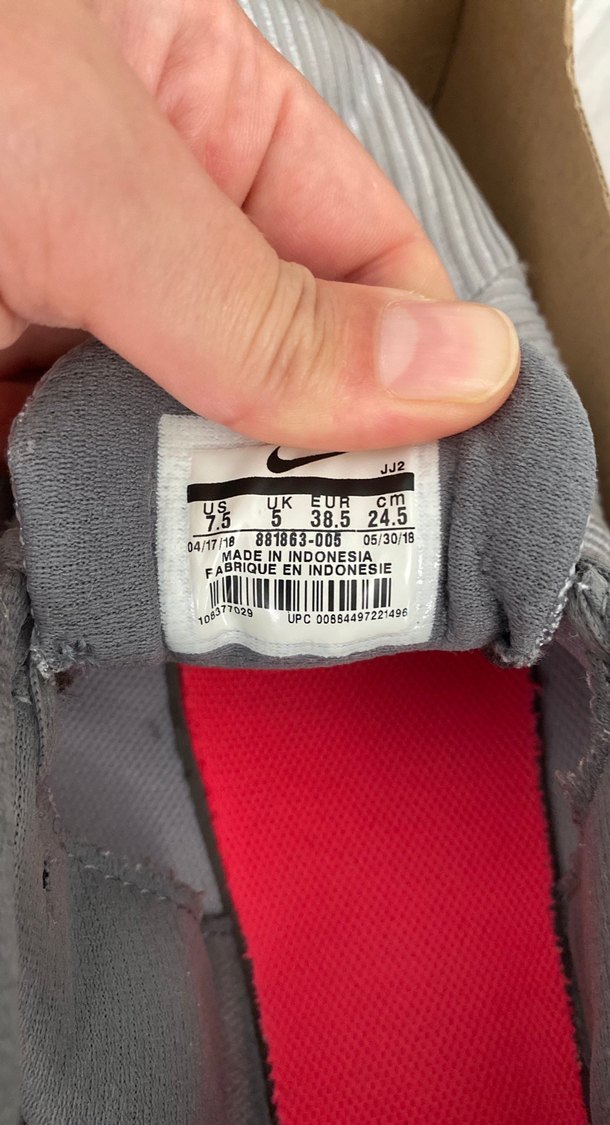 JJ2
US UK EUR cm
7.5 5 38.5 24.5
04/17/18 881863-005 05/30/18
MADE IN INDONESIA
FABRIQUE EN INDONESIE
108377029 UPC 00884497221496